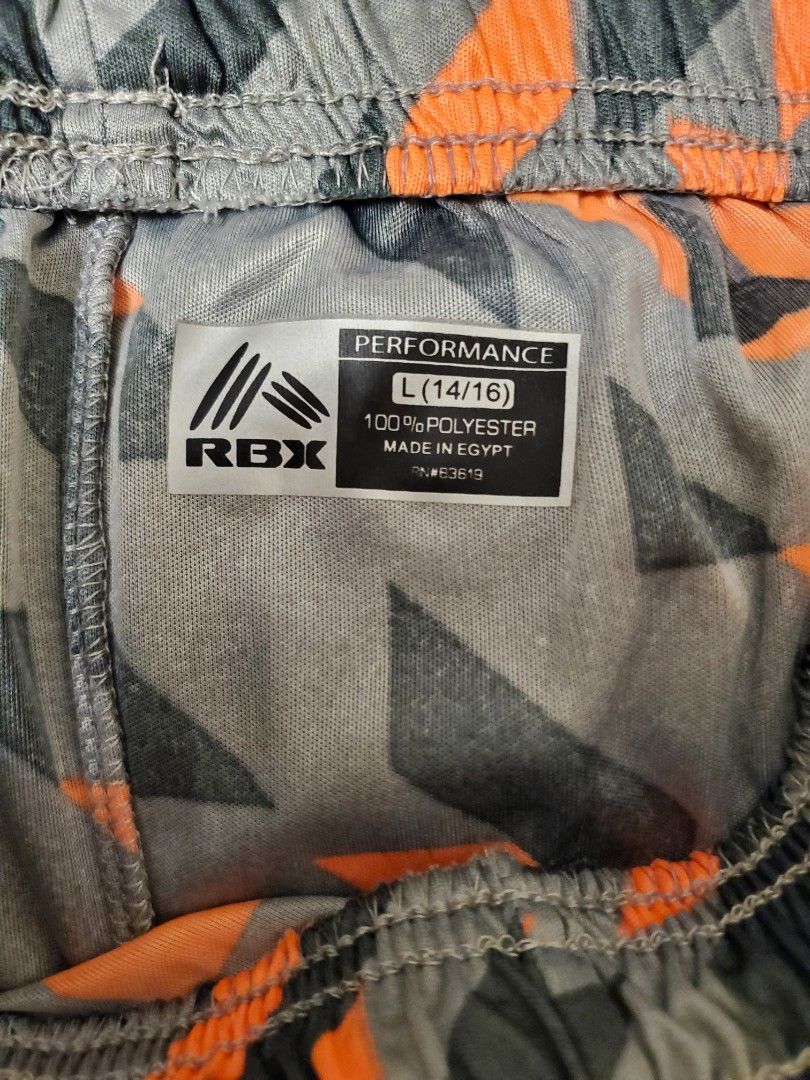 RBX
PERFORMANCE
L (14/16)
100% POLYESTER
MADE IN EGYPT
RN#63619